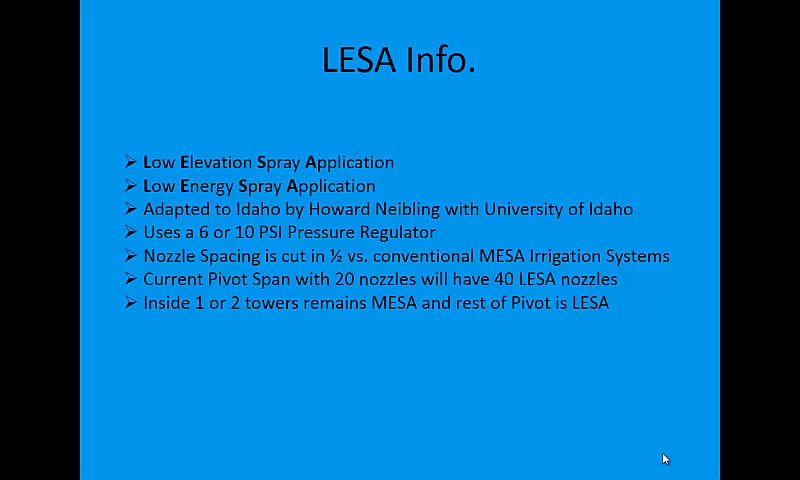 LESA Info.
➢ Low Elevation Spray Application
➢ Low Energy Spray Application
➢ Adapted to Idaho by Howard Neibling with University of Idaho
➢ Uses a 6 or 10 PSI Pressure Regulator
➢ Nozzle Spacing is cut in ½ vs. conventional MESA Irrigation Systems
➢ Current Pivot Span with 20 nozzles will have 40 LESA nozzles
➢ Inside 1 or 2 towers remains MESA and rest of Pivot is LESA